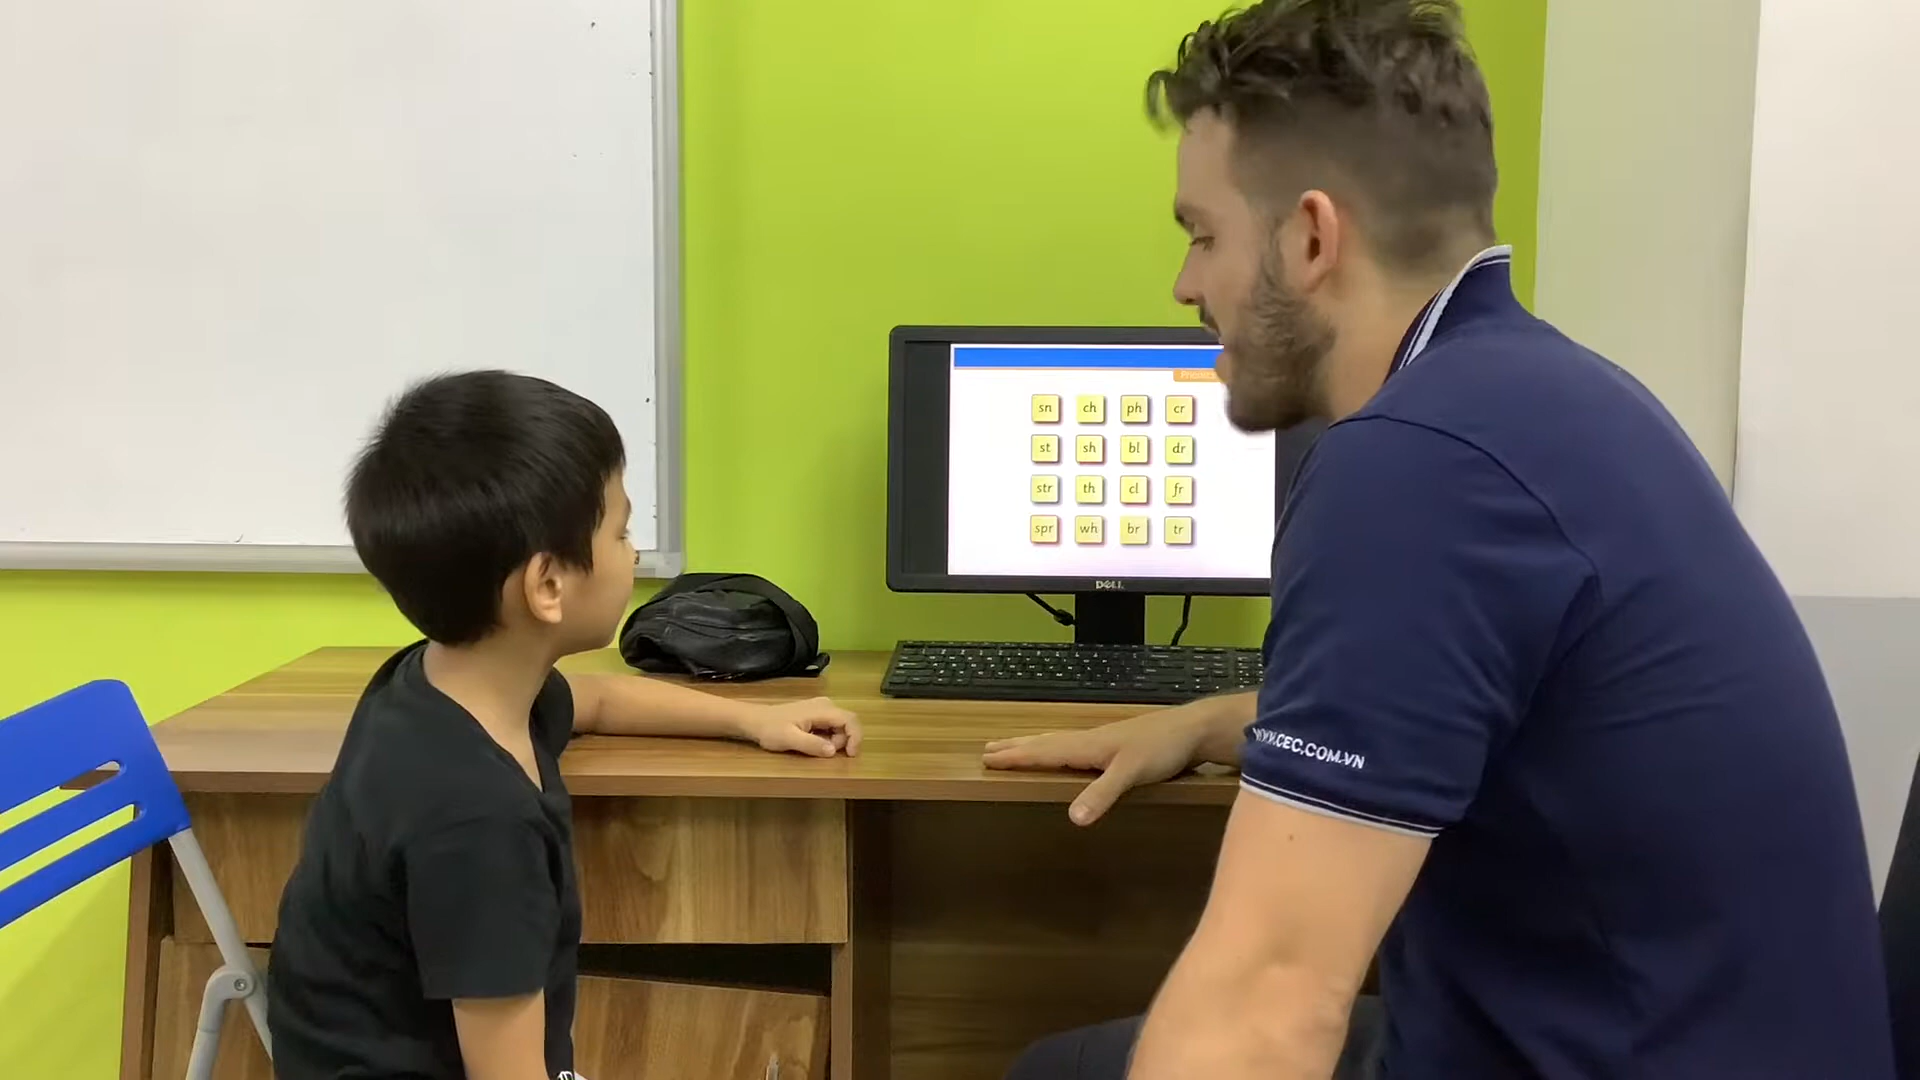 Phonics
sn ch ph cr
st sh bl dr
str th cl fr
spr wh br tr
DELL
WWW.CEC.COM.VN